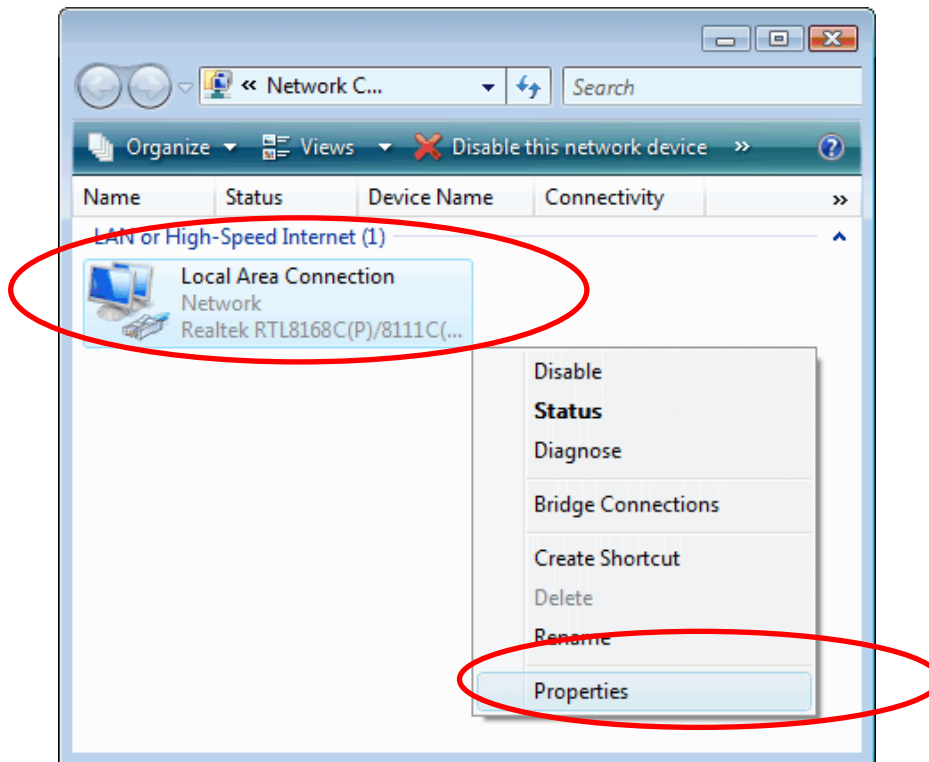 « Network C...
Search
Organize Views Disable this network device »
Name Status Device Name Connectivity »
LAN or High-Speed Internet (1)
Local Area Connection
Network
Realtek RTL8168C(P)/8111C(...
Disable
Status
Diagnose
Bridge Connections
Create Shortcut
Delete
Rename
Properties